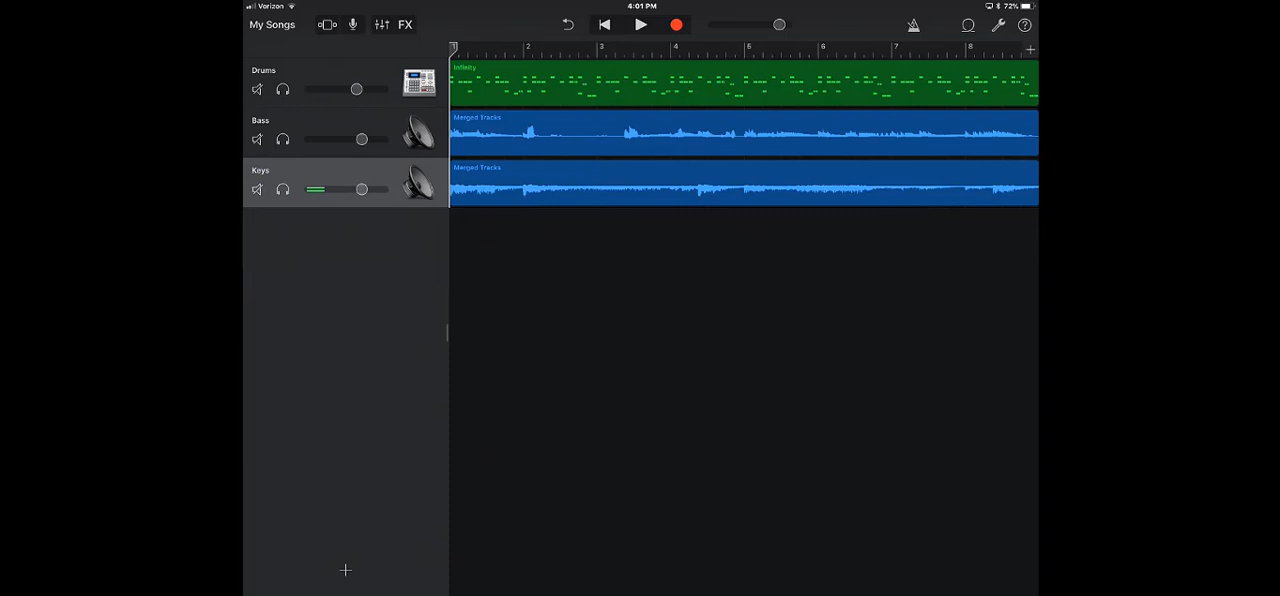 Verizon
4:01 PM
72%
My Songs
FX
1 2 3 4 5 6 7 8
Drums
Infinity
Bass
Merged Tracks
Keys
Merged Tracks